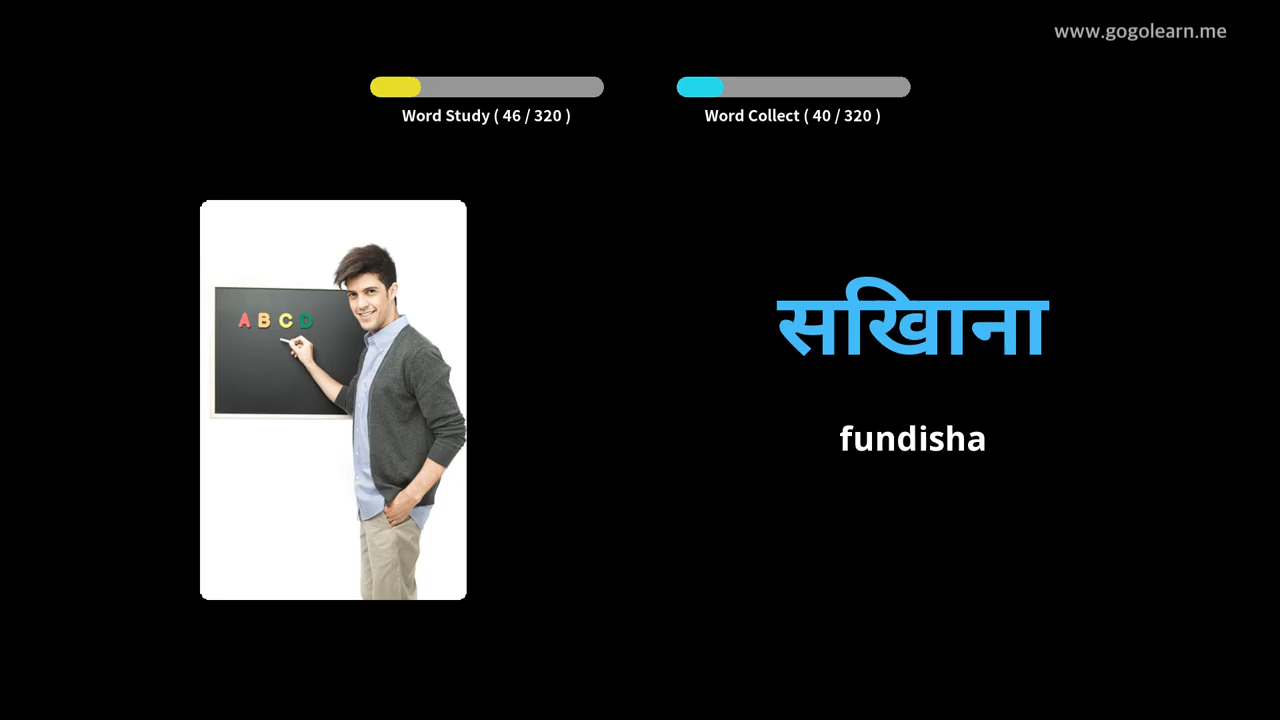 www.gogolearn.me
Word Study ( 46 / 320 )
Word Collect ( 40 / 320 )
A B C D
सखिाना
fundisha